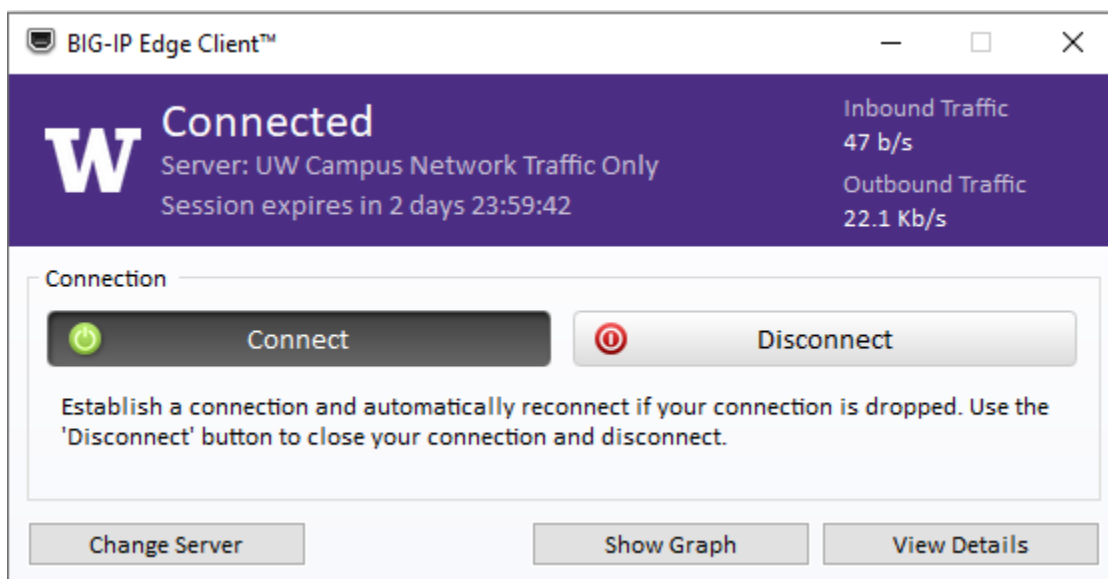 BIG-IP Edge Client™
W
Connected
Server: UW Campus Network Traffic Only
Session expires in 2 days 23:59:42
Inbound Traffic
47 b/s
Outbound Traffic
22.1 Kb/s
Connection
Connect
Disconnect
Establish a connection and automatically reconnect if your connection is dropped. Use the
'Disconnect' button to close your connection and disconnect.
Change Server
Show Graph
View Details